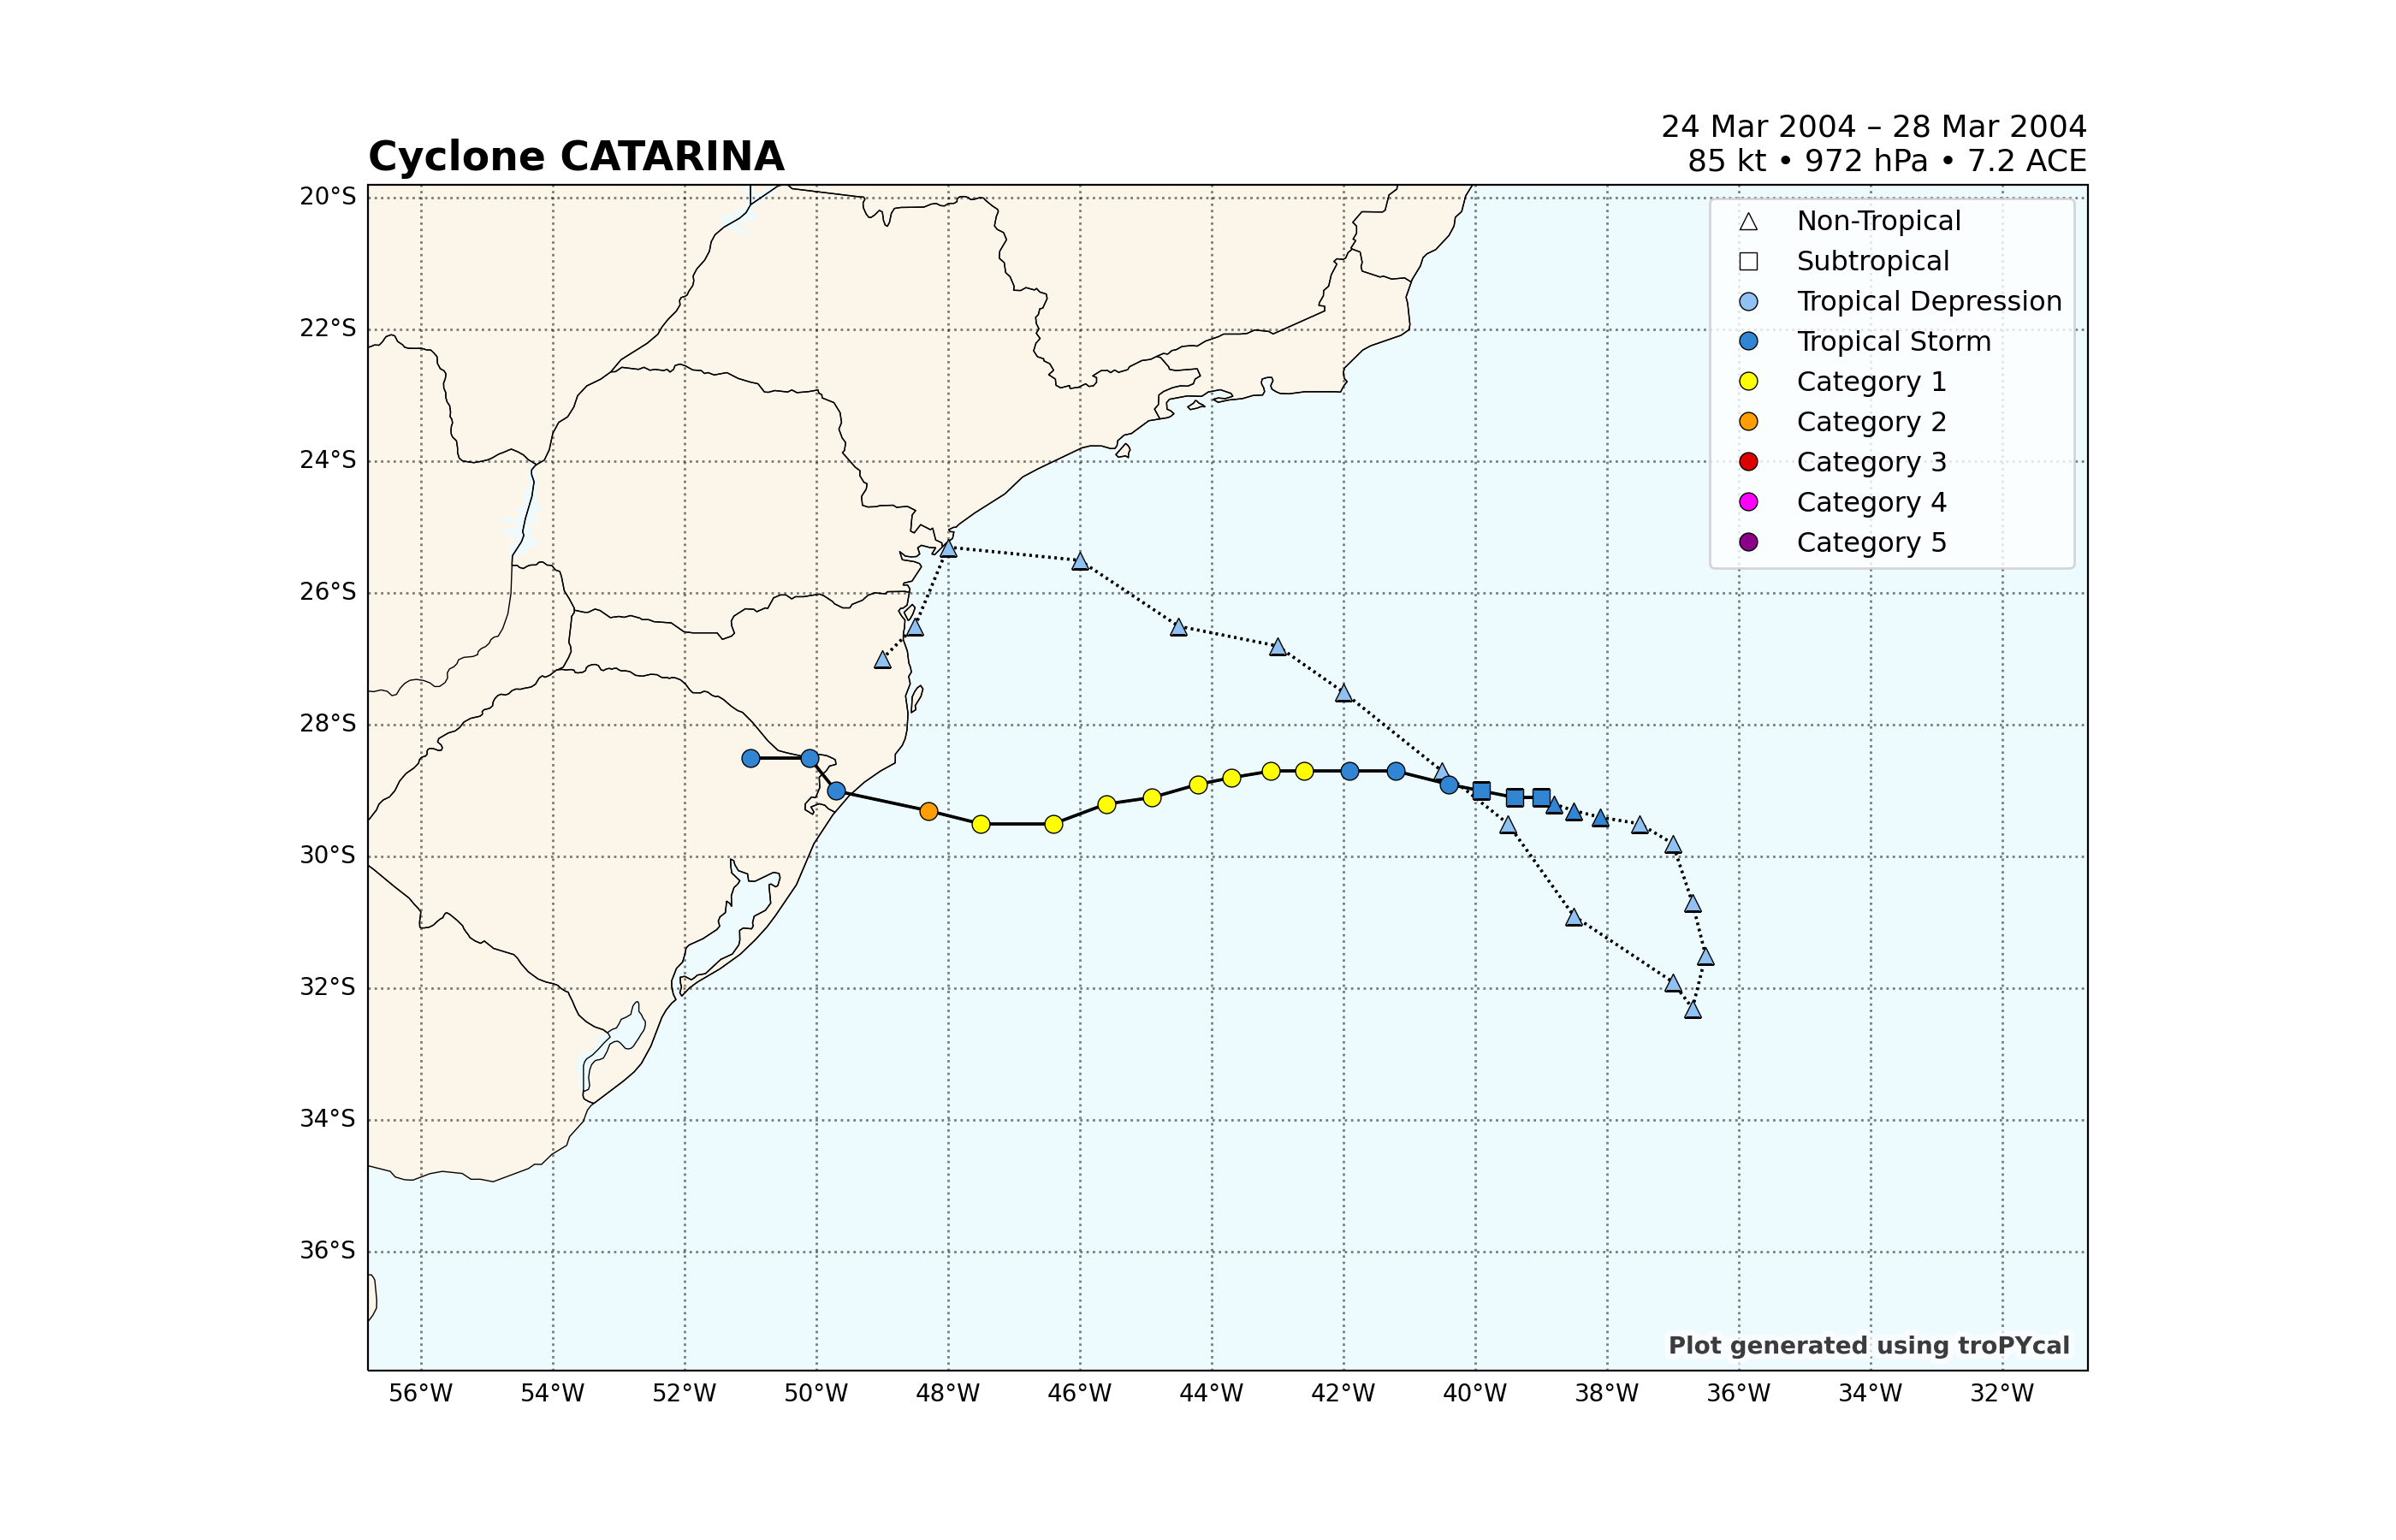 Cyclone CATARINA
24 Mar 2004 – 28 Mar 2004
85 kt • 972 hPa • 7.2 ACE
20°S
22°S
24°S
26°S
28°S
30°S
32°S
34°S
36°S
Non-Tropical
Subtropical
Tropical Depression
Tropical Storm
Category 1
Category 2
Category 3
Category 4
Category 5
Plot generated using troPYcal
56°W 54°W 52°W 50°W 48°W 46°W 44°W 42°W 40°W 38°W 36°W 34°W 32°W